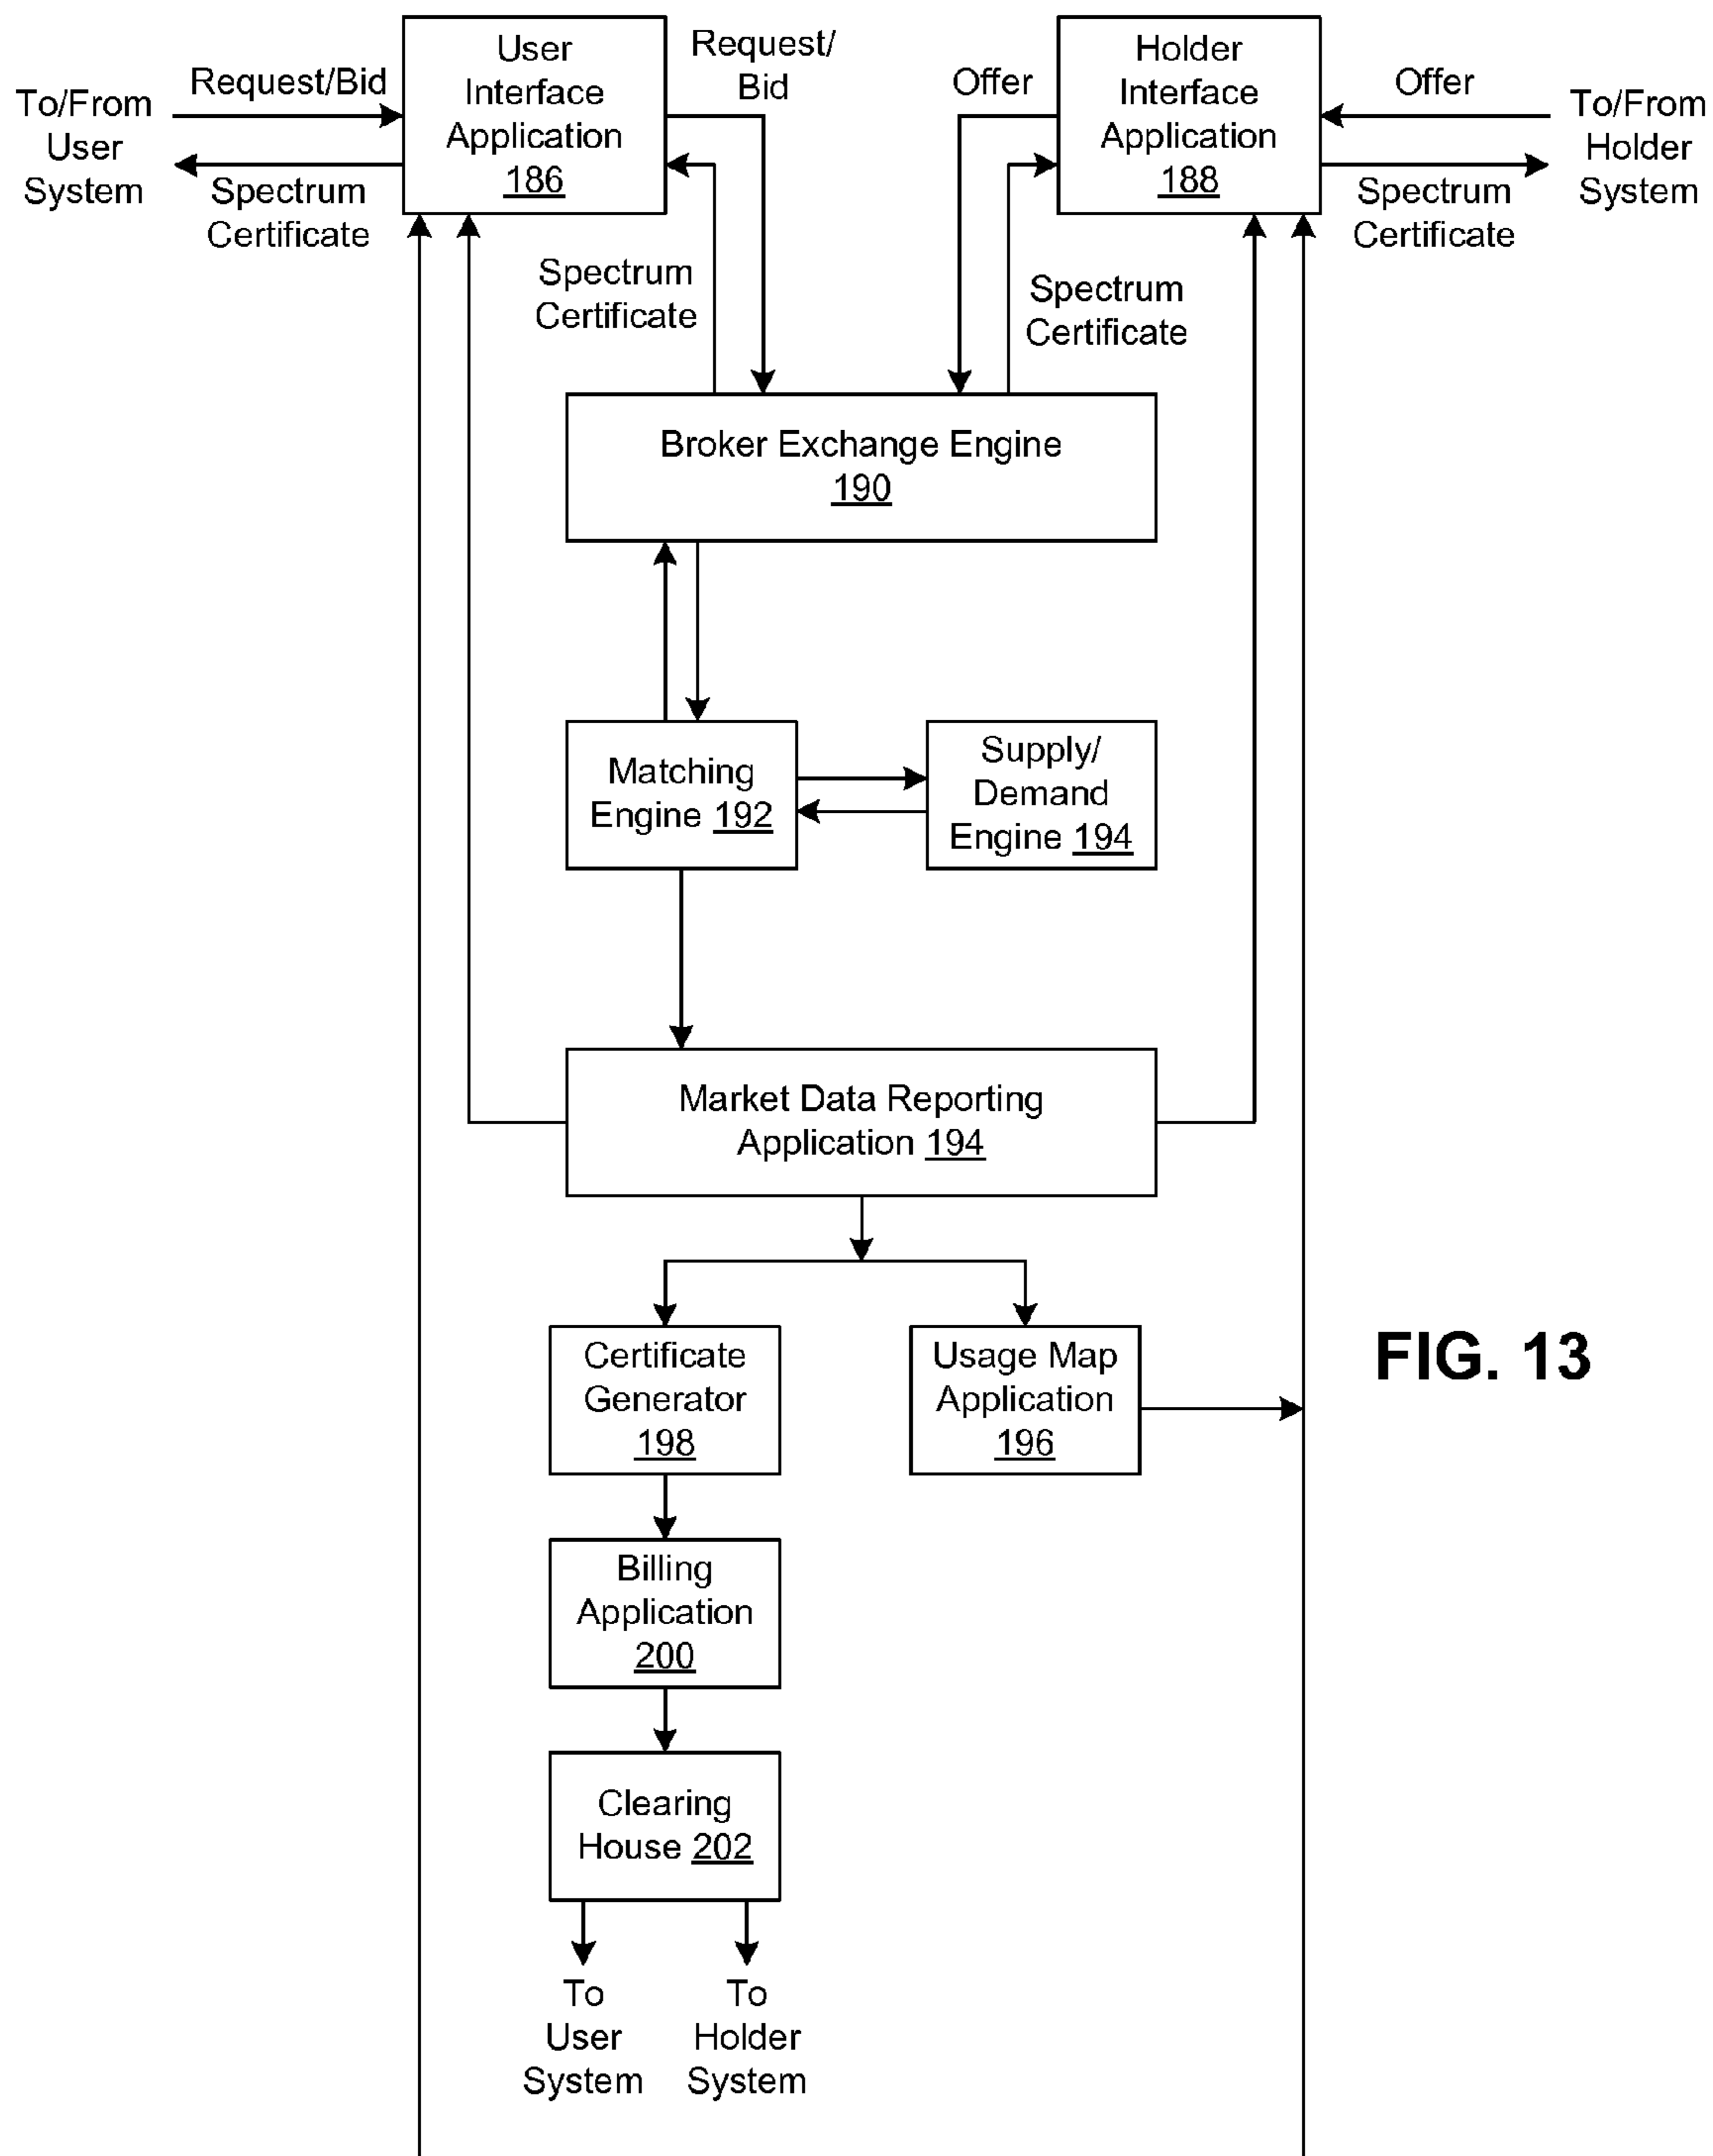 To/From
User
System
Request/Bid
Spectrum
Certificate
User
Interface
Application
186
Request/
Bid
Offer
Holder
Interface
Application
188
Offer
Spectrum
Certificate
To/From
Holder
System
Spectrum
Certificate
Spectrum
Certificate
Broker Exchange Engine
190
Matching
Engine 192
Supply/
Demand
Engine 194
Market Data Reporting
Application 194
Certificate
Generator
198
Usage Map
Application
196
FIG. 13
Billing
Application
200
Clearing
House 202
To
User
System
To
Holder
System